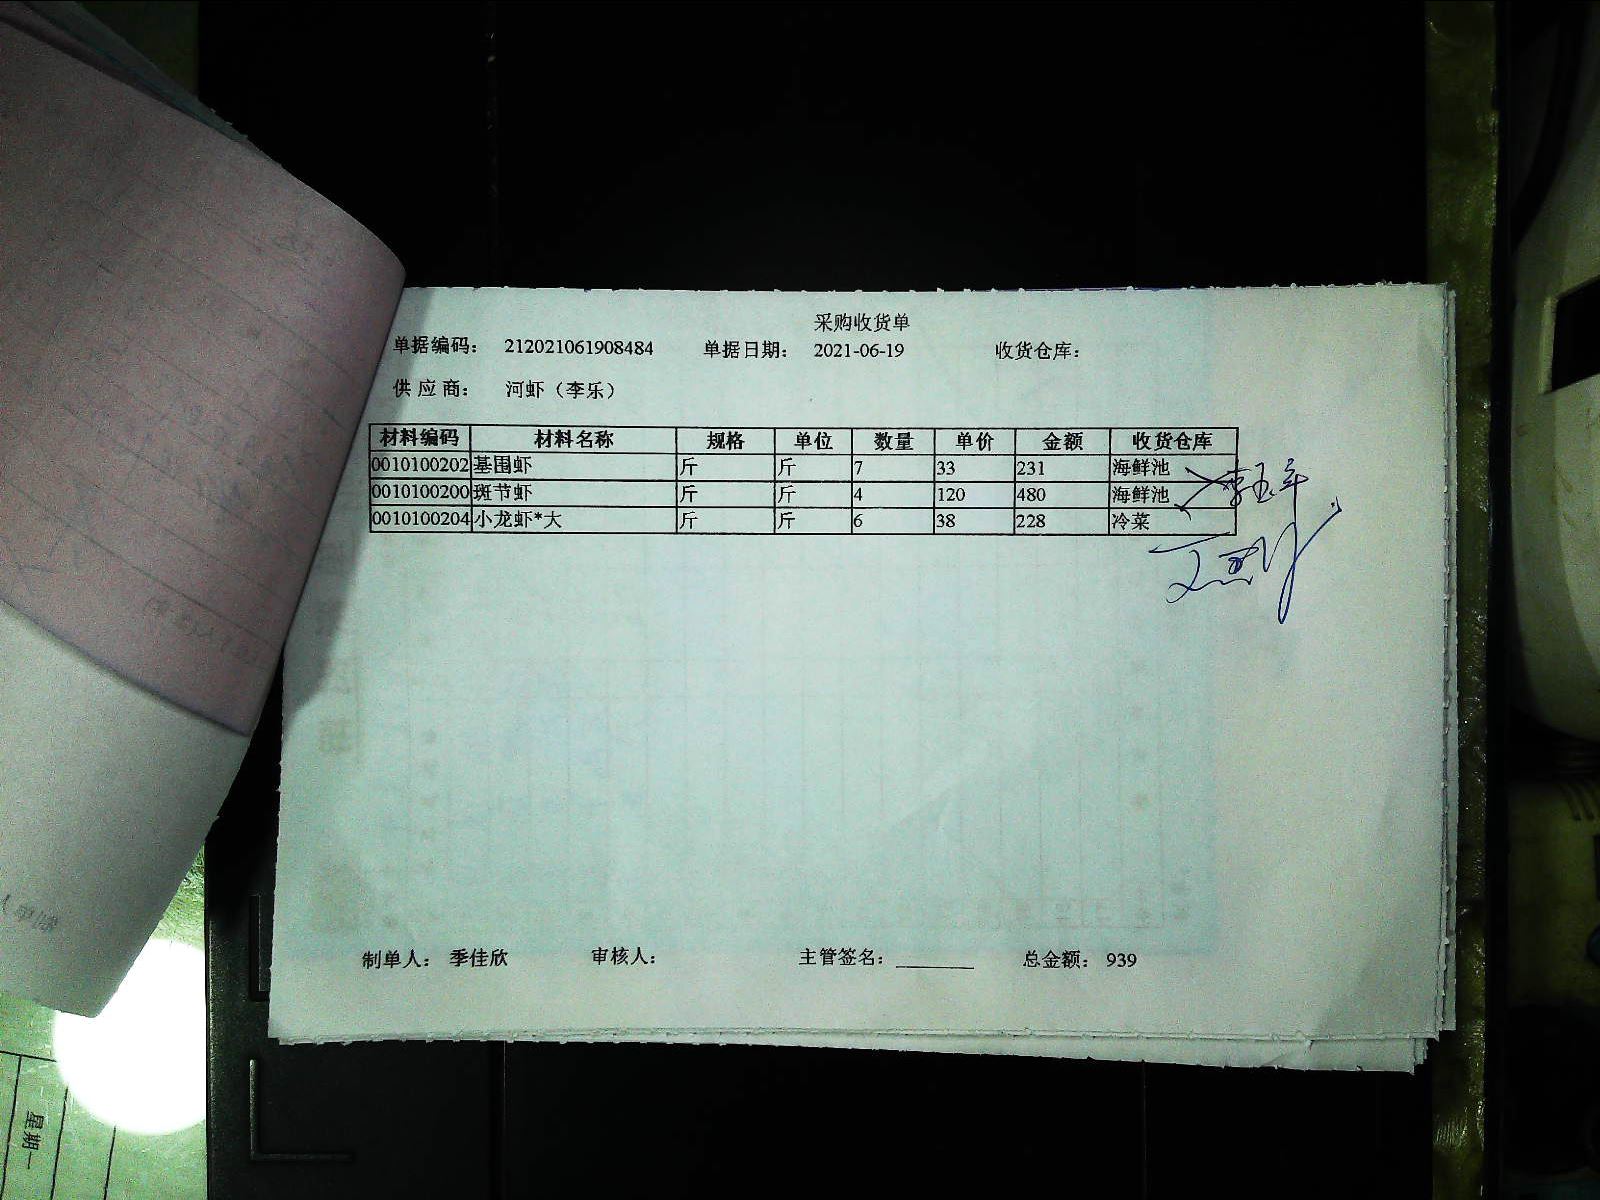 采购收货单
单据编码： 212021061908484 单据日期： 2021-06-19 收货仓库：
供应商： 河虾（李乐）
材料编码 材料名称 规格 单位 数量 单价 金额 收货仓库
0010100202 基围虾 斤 斤 7 33 231 海鲜池
0010100200 斑节虾 斤 斤 4 120 480 海鲜池
0010100204 小龙虾*大 斤 斤 6 38 228 冷菜
制单人： 季佳欣 审核人： 主管签名： 总金额： 939
星期一